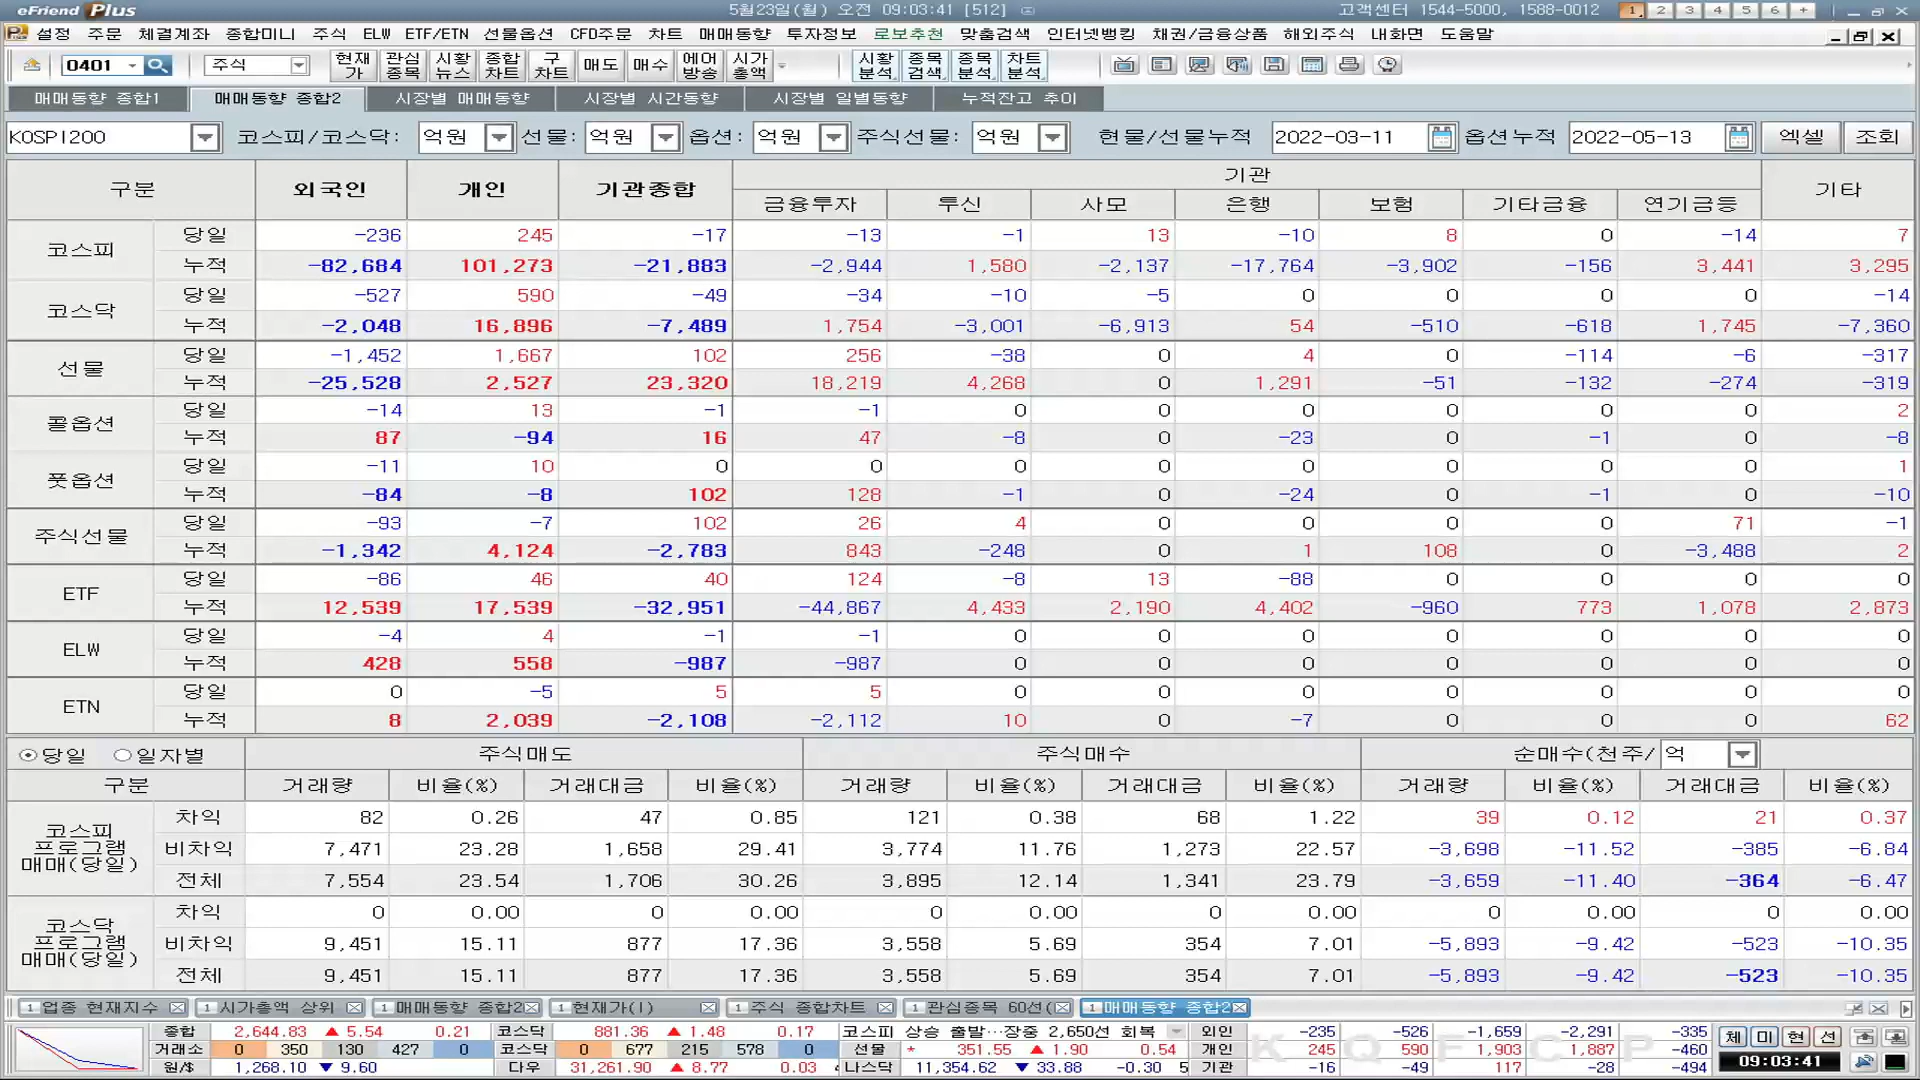 eFriend Plus 5월23일(월) 오전 09:03:41 [512] 고객센터 1544-5000, 1588-0012 1 2 3 4 5 6 +
설정 주문 체결계좌 종합미니 주식 ELW ETF/ETN 선물옵션 CFD주문 차트 매매동향 투자정보 로보추천 맞춤검색 인터넷뱅킹 채권/금융상품 해외주식 내화면 도움말
0401 주식 현재가 관심종목 시황뉴스 종합차트 구차트 매도 매수 에어방송 시가총액 시황분석 종목검색 종목분석 차트분석
매매동향 종합1 매매동향 종합2 시장별 매매동향 시장별 시간동향 시장별 일별동향 누적잔고 추이
KOSPI200 코스피/코스닥: 억원 선물: 억원 옵션: 억원 주식선물: 억원 현물/선물누적 2022-03-11 옵션누적 2022-05-13 엑셀 조회
구분 외국인 개인 기관종합 기관 기타
금융투자 투신 사모 은행 보험 기타금융 연기금등
코스피 당일 -236 245 -17 -13 -1 13 -10 8 0 -14 7
누적 -82,684 101,273 -21,883 -2,944 1,580 -2,137 -17,764 -3,902 -156 3,441 3,295
코스닥 당일 -527 590 -49 -34 -10 -5 0 0 0 0 -14
누적 -2,048 16,896 -7,489 1,754 -3,001 -6,913 54 -510 -618 1,745 -7,360
선물 당일 -1,452 1,667 102 256 -38 0 4 0 -114 -6 -317
누적 -25,528 2,527 23,320 18,219 4,268 0 1,291 -51 -132 -274 -319
콜옵션 당일 -14 13 -1 -1 0 0 0 0 0 0 2
누적 87 -94 16 47 -8 0 -23 0 -1 0 -8
풋옵션 당일 -11 10 0 0 0 0 0 0 0 0 1
누적 -84 -8 102 128 -1 0 -24 0 -1 0 -10
주식선물 당일 -93 -7 102 26 4 0 0 0 0 71 -1
누적 -1,342 4,124 -2,783 843 -248 0 1 108 0 -3,488 2
ETF 당일 -86 46 40 124 -8 13 -88 0 0 0 0
누적 12,539 17,539 -32,951 -44,867 4,433 2,190 4,402 -960 773 1,078 2,873
ELW 당일 -4 4 -1 -1 0 0 0 0 0 0 0
누적 428 558 -987 -987 0 0 0 0 0 0 0
ETN 당일 0 -5 5 5 0 0 0 0 0 0 0
누적 8 2,039 -2,108 -2,112 10 0 -7 0 0 0 62
당일 일자별 주식매도 주식매수 순매수(천주/ 억
구분 거래량 비율(%) 거래대금 비율(%) 거래량 비율(%) 거래대금 비율(%) 거래량 비율(%) 거래대금 비율(%)
코스피 프로그램 매매(당일) 차익 82 0.26 47 0.85 121 0.38 68 1.22 39 0.12 21 0.37
비차익 7,471 23.28 1,658 29.41 3,774 11.76 1,273 22.57 -3,698 -11.52 -385 -6.84
전체 7,554 23.54 1,706 30.26 3,895 12.14 1,341 23.79 -3,659 -11.40 -364 -6.47
코스닥 프로그램 매매(당일) 차익 0 0.00 0 0.00 0 0.00 0 0.00 0 0.00 0 0.00
비차익 9,451 15.11 877 17.36 3,558 5.69 354 7.01 -5,893 -9.42 -523 -10.35
전체 9,451 15.11 877 17.36 3,558 5.69 354 7.01 -5,893 -9.42 -523 -10.35
1 업종 현재지수 1 시가총액 상위 1 매매동향 종합2 1 현재가(I) 1 주식 종합차트 1 관심종목 60선( 1 매매동향 종합2
종합 2,644.83 ▲ 5.54 0.21 코스닥 881.36 ▲ 1.48 0.17 코스피 상승 출발…장중 2,650선 회복 외인 -235 -526 -1,659 -2,291 -335 체 미 현 선
거래소 0 350 130 427 0 코스닥 0 677 215 578 0 선물 * 351.55 ▲ 1.90 0.54 개인 245 590 1,903 1,887 -460 K Q F C P
원/$ 1,268.10 ▼ 9.60 다우 31,261.90 ▲ 8.77 0.03 나스닥 11,354.62 ▼ 33.88 -0.30 기관 -16 -49 117 -28 -494 09:03:41